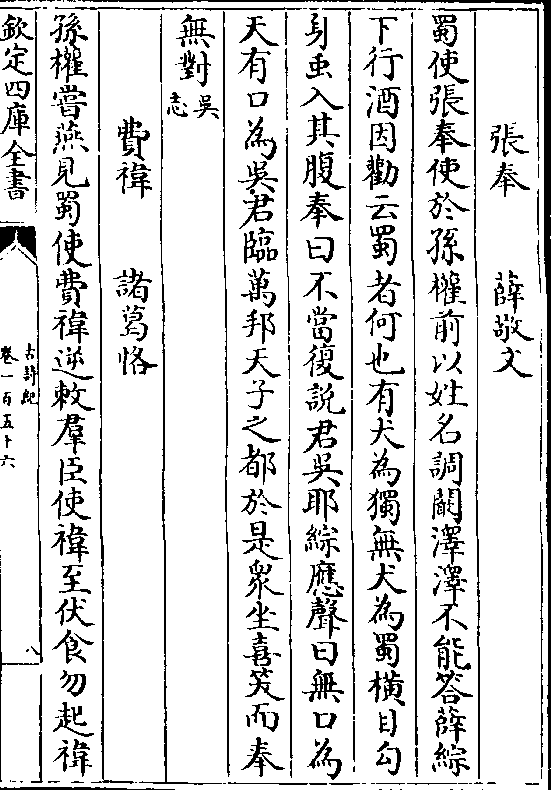 張奉　薛敬文
蜀使張奉使於孫權前以姓名調闞澤澤不能答薛綜
下行酒因勸云蜀者何也有犬為獨無犬為蜀橫目勾
身虫入其腹奉曰不當復説君吳耶綜應聲曰無口為
天有口為吳君臨萬邦天子之都於是衆坐喜笑而奉
無對吳志
費禕　諸葛恪
孫權嘗燕見蜀使費禕逆敕羣臣使禕至伏食勿起禕
欽定四庫全書
古詩紀
卷一百五十六
八